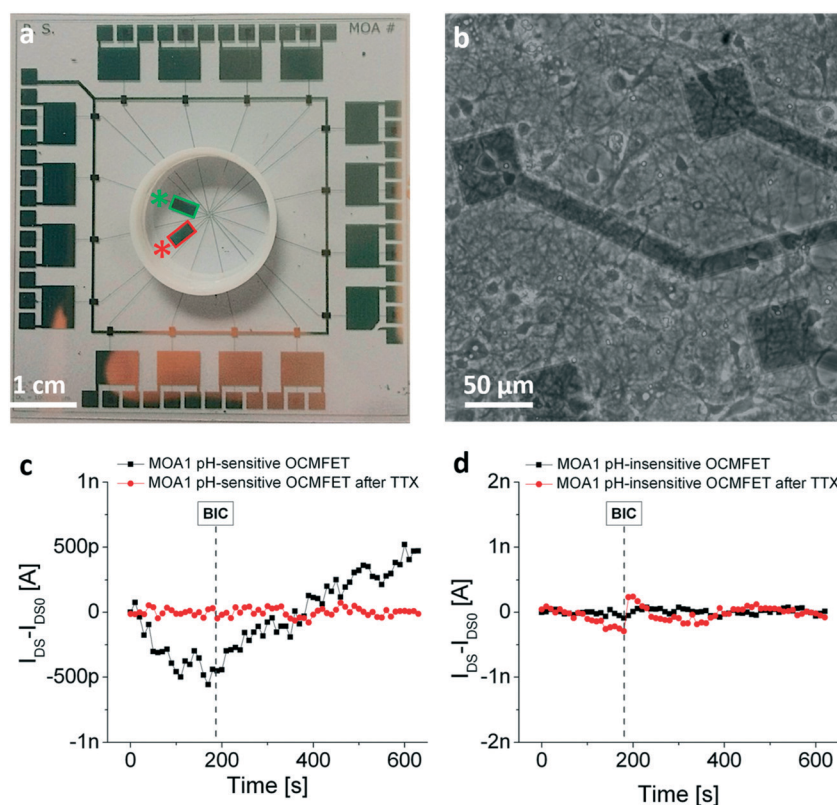 a
D. S.
MOA #
*
*
1 cm
b
50 μm
c
MOA1 pH-sensitive OCMFET
MOA1 pH-sensitive OCMFET after TTX
BIC
1n
500p
0
-500p
-1n
I_DS-I_DS0 [A]
0 200 400 600
Time [s]
d
MOA1 pH-insensitive OCMFET
MOA1 pH-insensitive OCMFET after TTX
BIC
2n
1n
0
-1n
-2n
I_DS-I_DS0 [A]
0 200 400 600
Time [s]